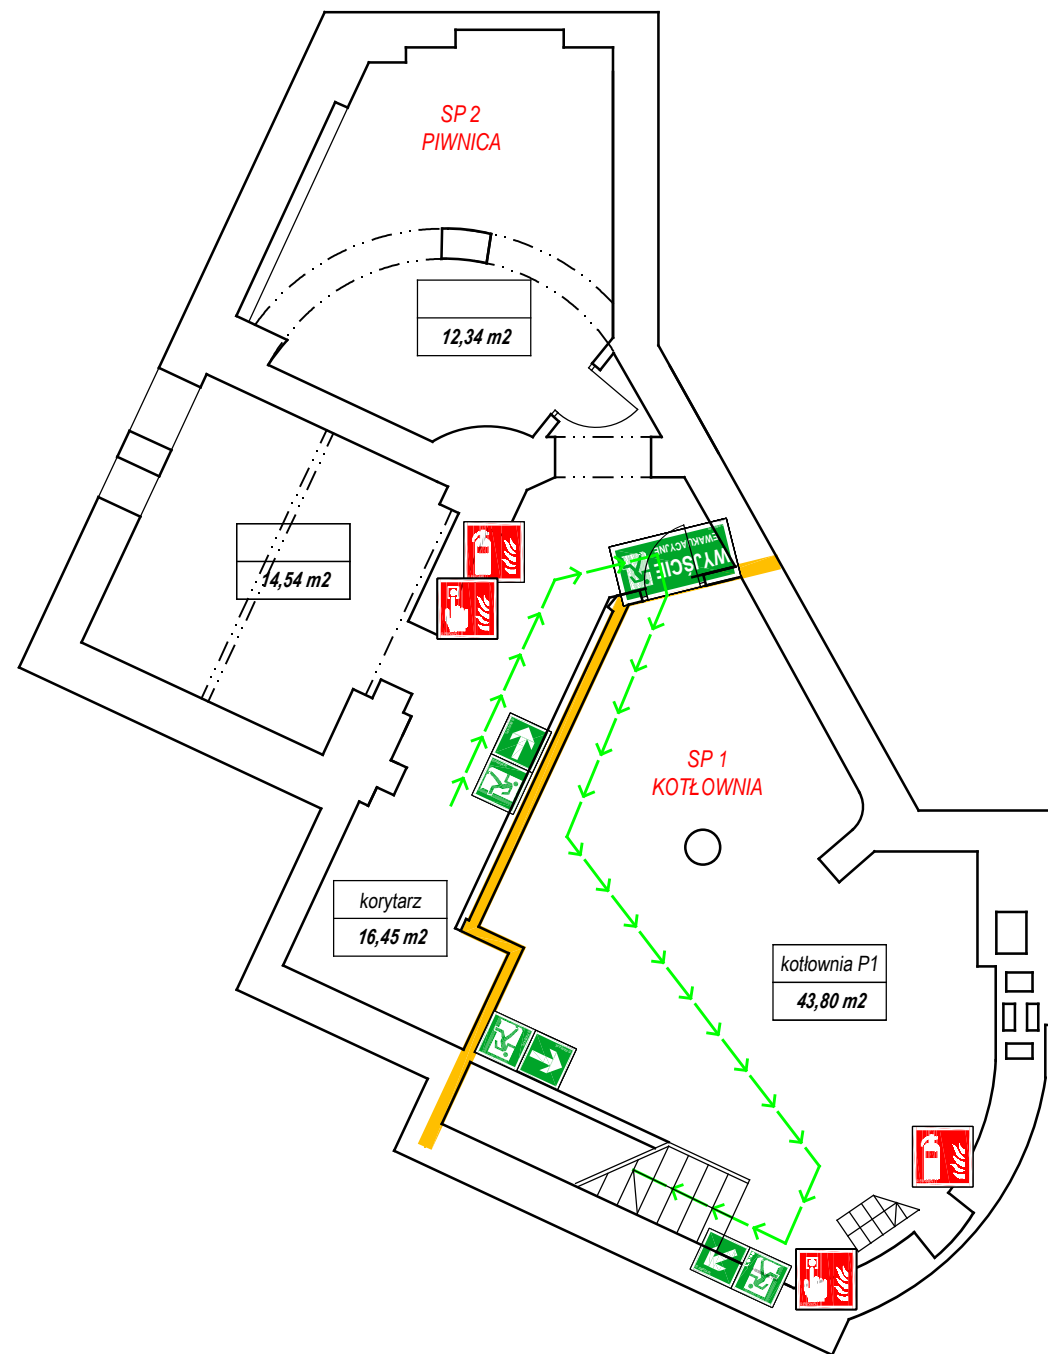 SP 2
PIWNICA
12,34 m2
14,54 m2
WYJŚCIE
EWAKUACYJNE
SP 1
KOTŁOWNIA
korytarz
16,45 m2
kotłownia P1
43,80 m2